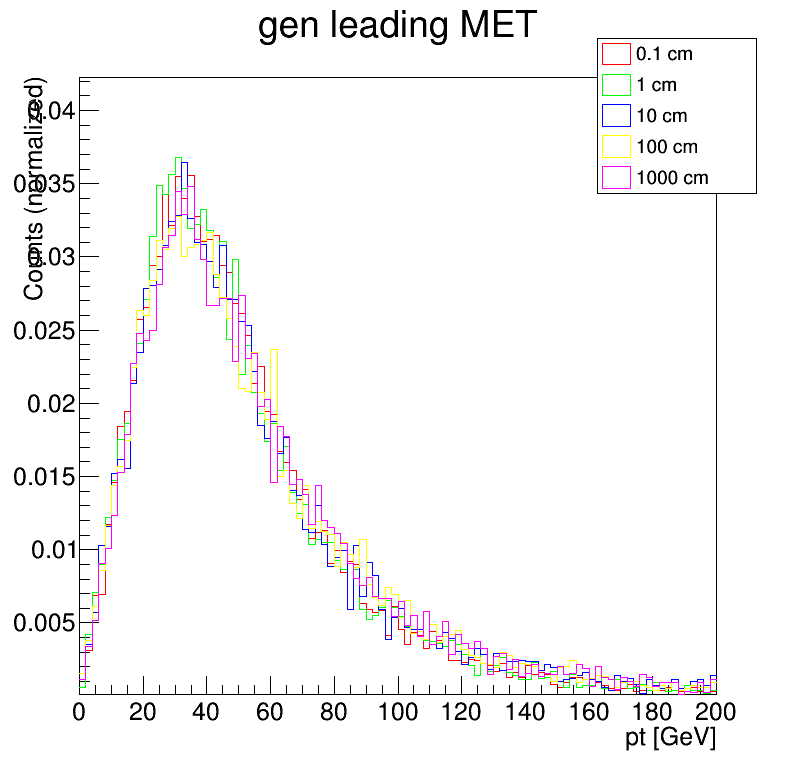 gen leading MET
0.1 cm
1 cm
10 cm
100 cm
1000 cm
Counts (normalized)
0.04
0.035
0.03
0.025
0.02
0.015
0.01
0.005
0 20 40 60 80 100 120 140 160 180 200
pt [GeV]